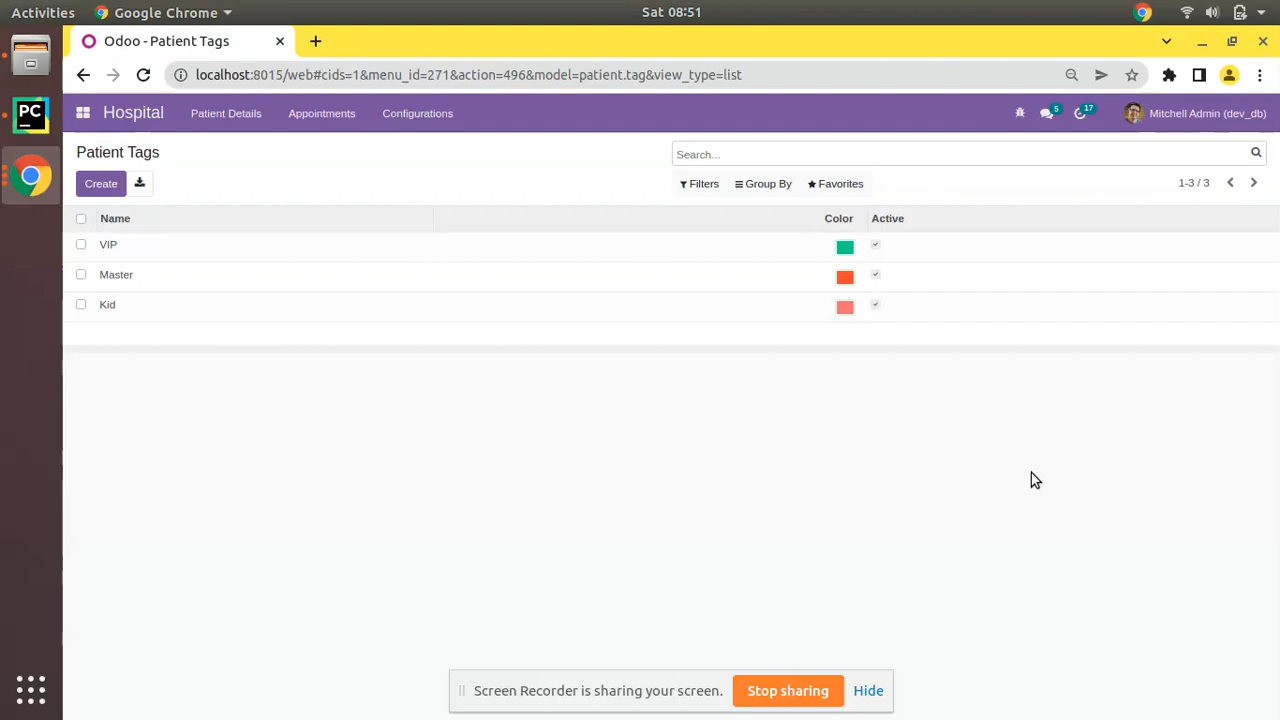 Activities Google Chrome Sat 08:51
Odoo - Patient Tags
localhost:8015/web#cids=1&menu_id=271&action=496&model=patient.tag&view_type=list
Hospital Patient Details Appointments Configurations 5 17 Mitchell Admin (dev_db)
Patient Tags Search...
Create Filters Group By Favorites 1-3 / 3
Name Color Active
VIP
Master
Kid
PC
Screen Recorder is sharing your screen. Stop sharing Hide